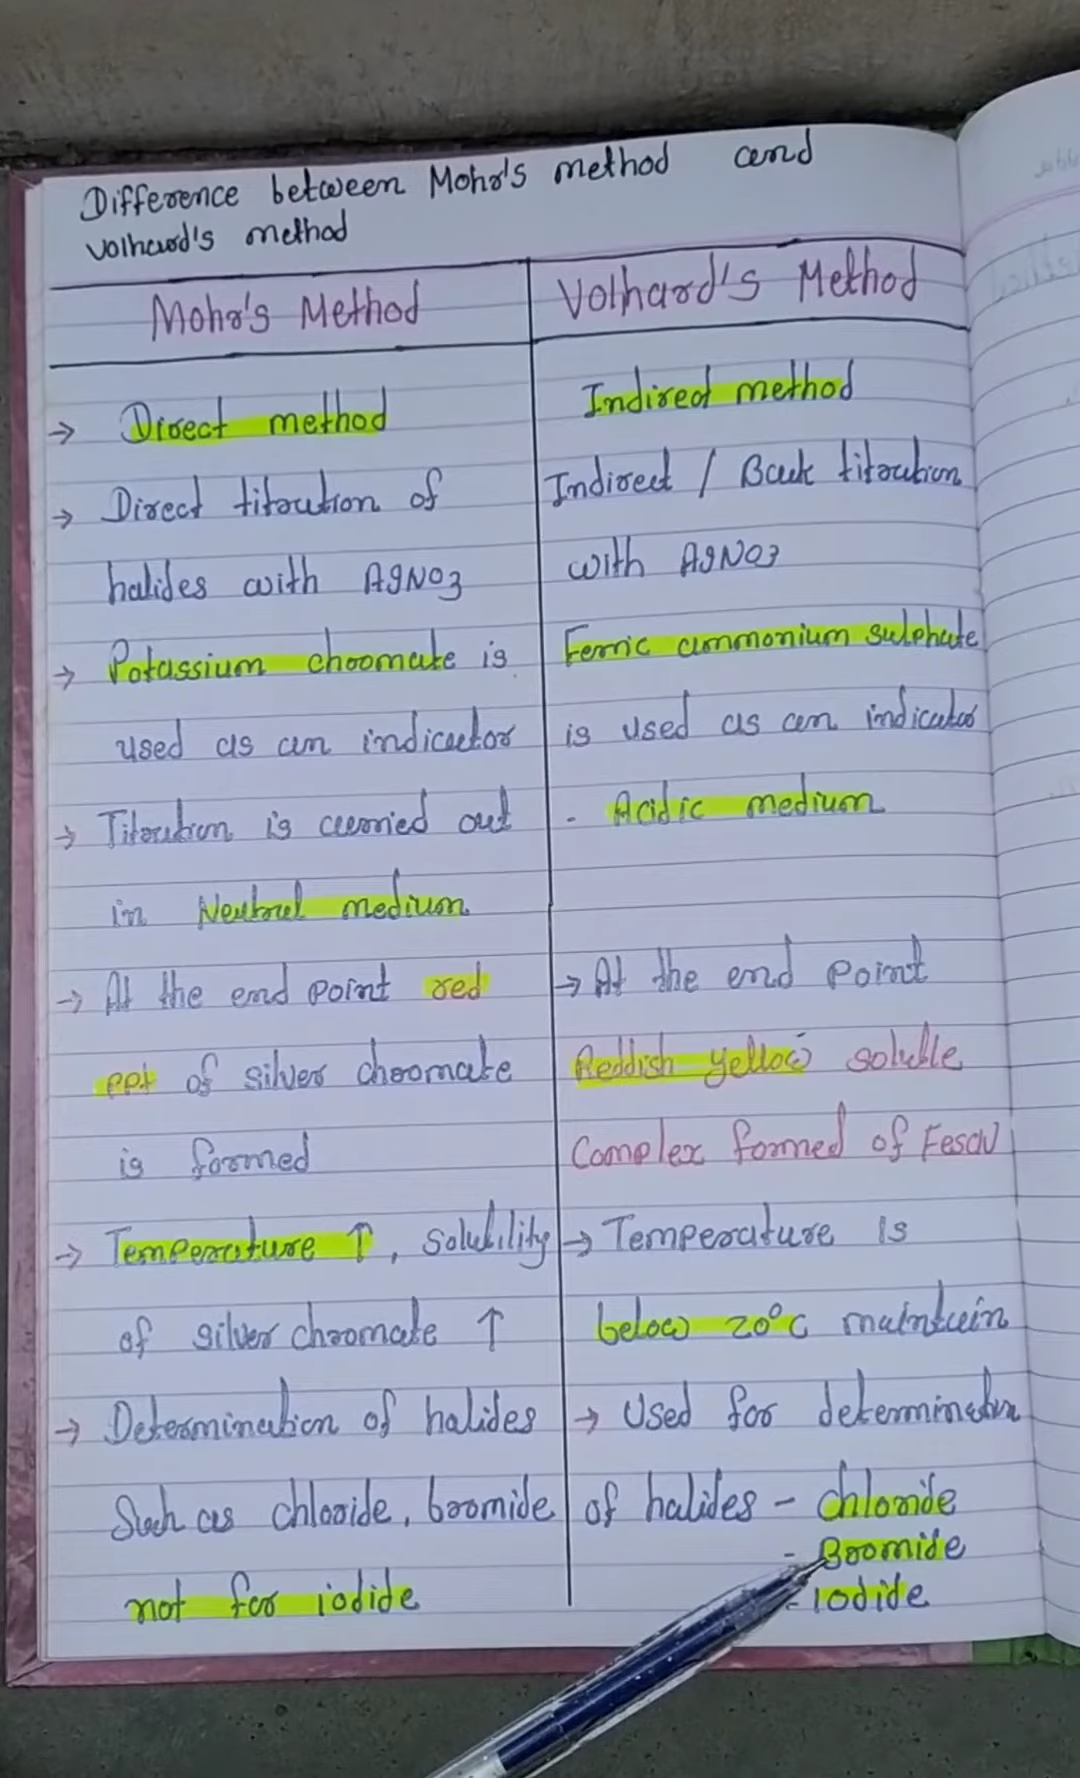 Difference between Mohr's method and
Volhard's method
Mohr's Method
Volhard's Method
→ Direct method
Indirect method
→ Direct titration of
halides with AgNO3
Indirect / Back titration
with AgNO3
→ Potassium chromate is
used as an indicator
Ferric ammonium sulphate
is used as an indicator
→ Titration is carried out
in Neutral medium
- Acidic medium
→ At the end point red
ppt of silver chromate
is formed
→ At the end point
Reddish yellow soluble
Complex formed of FeSCN
→ Temperature ↑, solubility
of silver chromate ↑
→ Temperature is
below 20°C maintain
→ Determination of halides
Such as chloride, bromide
not for iodide
→ Used for determination
of halides - chloride
- Bromide
- Iodide